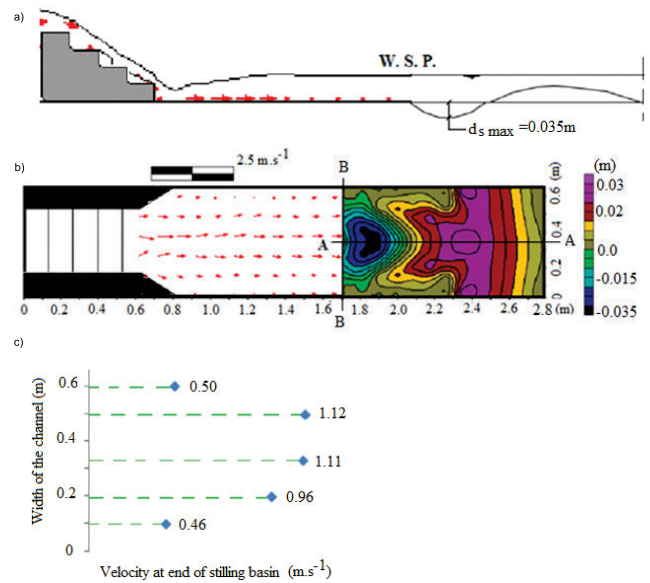 a)
W. S. P.
d s max =0.035m
b)
2.5 m.s-1
B
A
A
B
0 0.2 0.4 0.6 0.8 1.0 1.2 1.4 1.6 1.8 2.0 2.2 2.4 2.6 2.8 (m)
0 0.2 0.4 0.6 (m)
(m)
0.03
0.02
0.0
-0.015
-0.035
c)
Width of the channel (m)
0.6
0.4
0.2
0
0.50
1.12
1.11
0.96
0.46
Velocity at end of stilling basin (m.s-1)